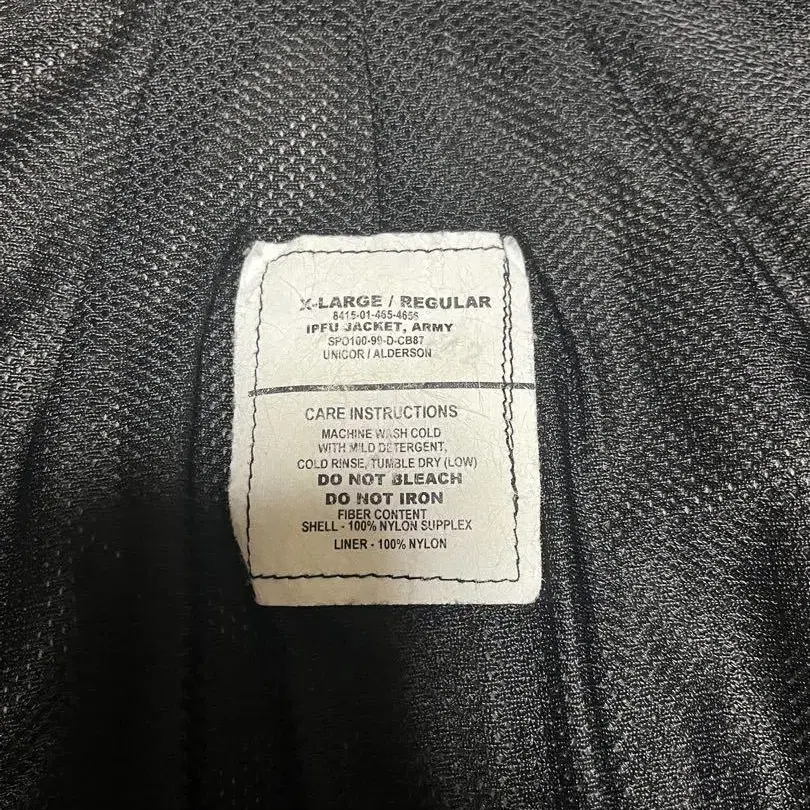 X-LARGE / REGULAR
8415-01-465-4656
IPFU JACKET, ARMY
SPO100-99-D-CB87
UNICOR / ALDERSON
CARE INSTRUCTIONS
MACHINE WASH COLD
WITH MILD DETERGENT,
COLD RINSE, TUMBLE DRY (LOW)
DO NOT BLEACH
DO NOT IRON
FIBER CONTENT
SHELL - 100% NYLON SUPPLEX
LINER - 100% NYLON